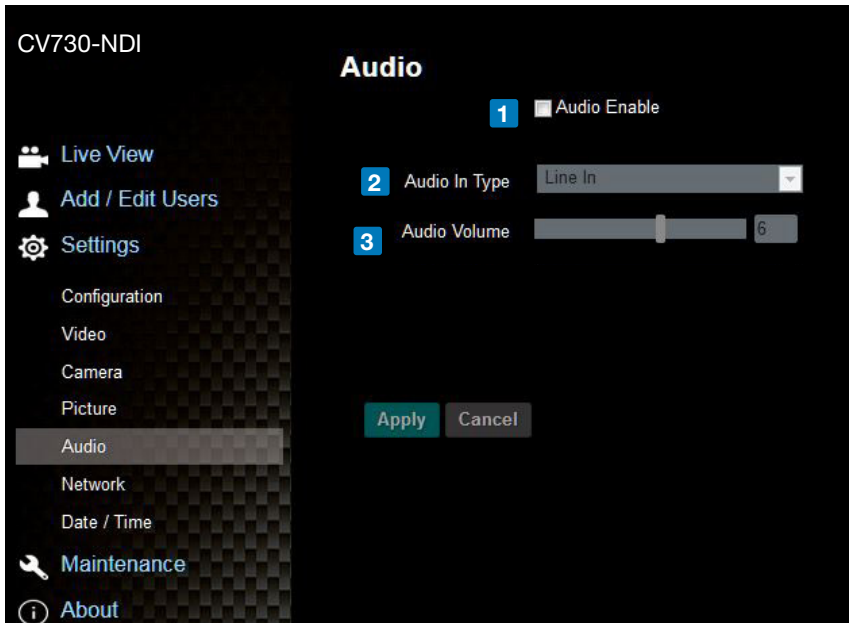 CV730-NDI
Live View
Add / Edit Users
Settings
Configuration
Video
Camera
Picture
Audio
Network
Date / Time
Maintenance
About
Audio
1 Audio Enable
2 Audio In Type Line In
3 Audio Volume 6
Apply Cancel